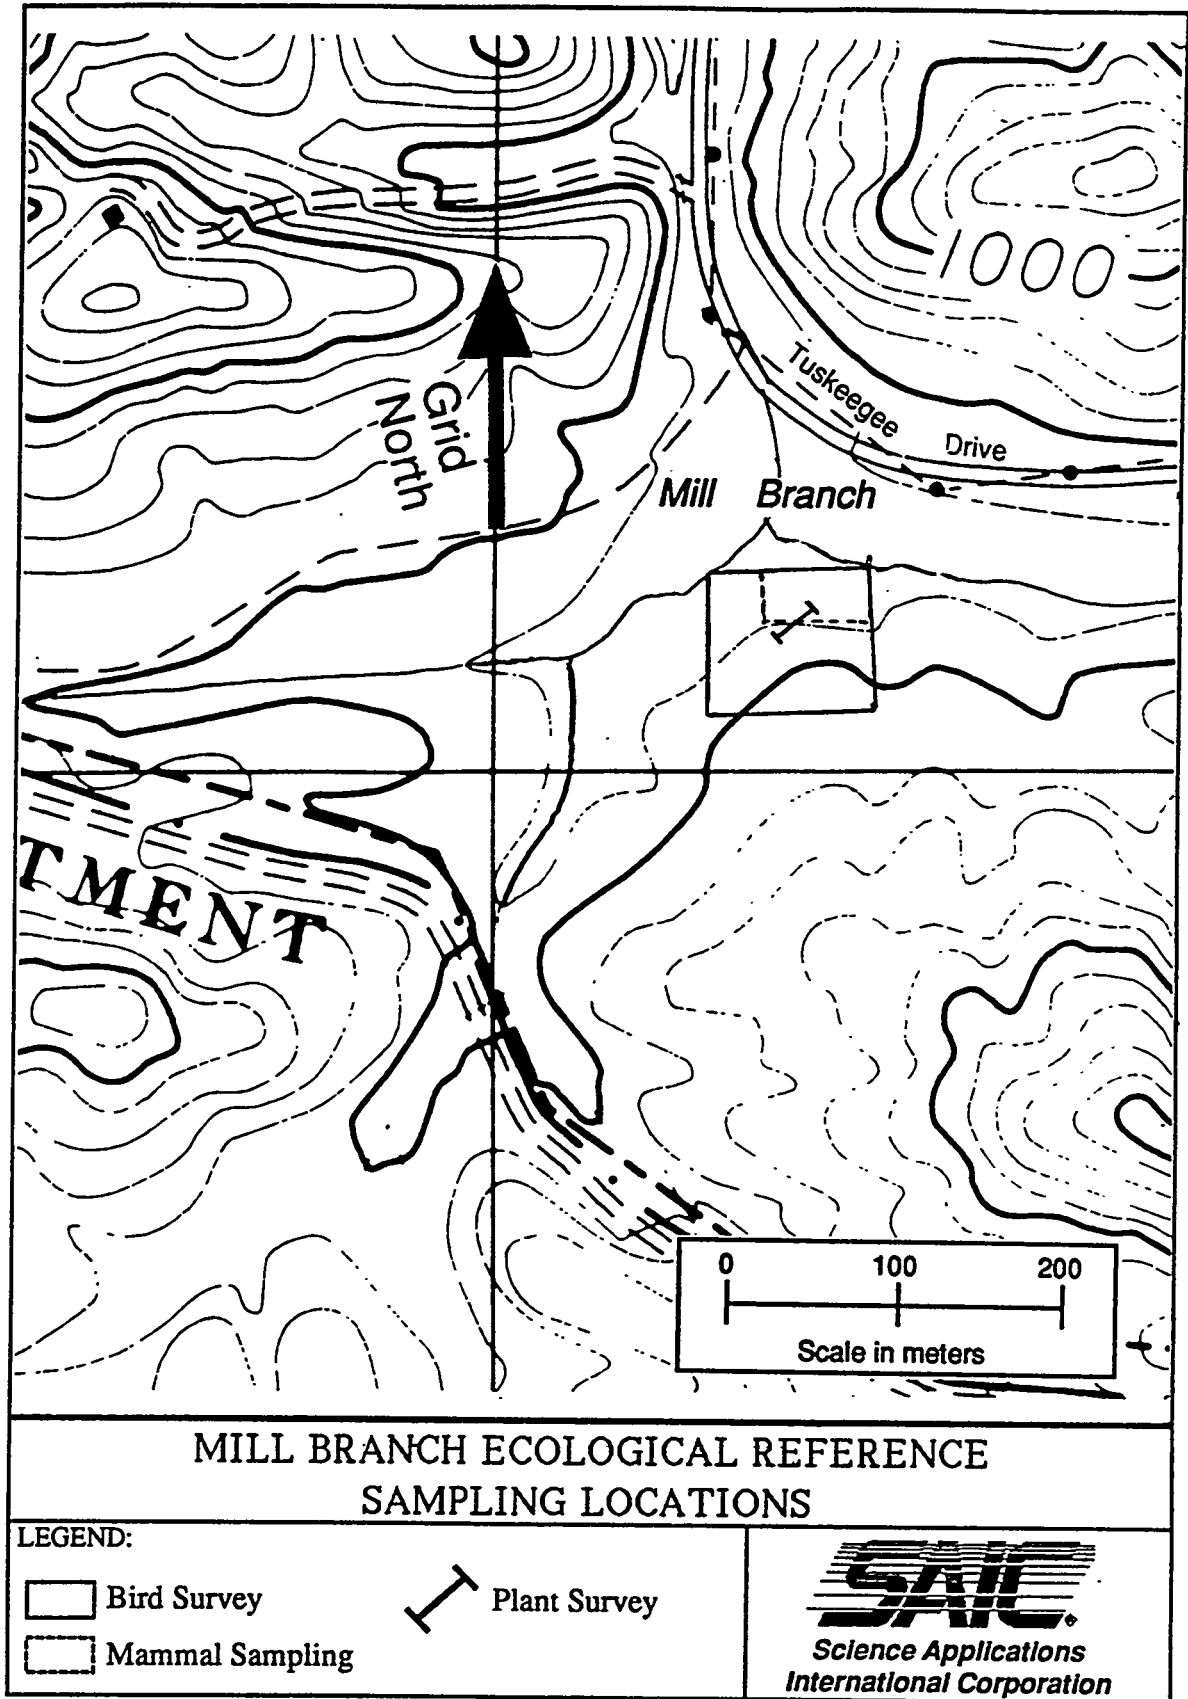 1000
Grid
North
Tuskeegee
Drive
Mill Branch
TMENT
0 100 200
Scale in meters
MILL BRANCH ECOLOGICAL REFERENCE
SAMPLING LOCATIONS
LEGEND:
Bird Survey
Plant Survey
Mammal Sampling
SAIC
Science Applications
International Corporation